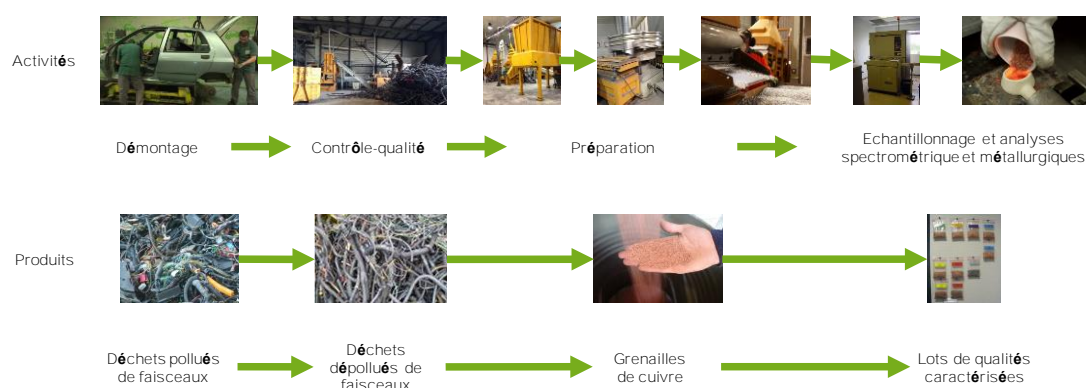 Activités
Démontage
Contrôle-qualité
Préparation
Echantillonnage et analyses
spectrométrique et métallurgiques
Produits
Déchets pollués
de faisceaux
Déchets
dépollués de
faisceaux
Grenailles
de cuivre
Lots de qualités
caractérisées